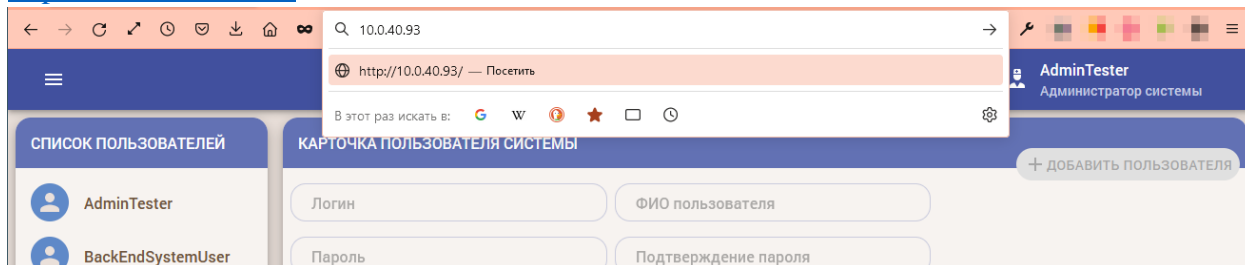 10.0.40.93
http://10.0.40.93/ — Посетить
AdminTester
Администратор системы
В этот раз искать в:
СПИСОК ПОЛЬЗОВАТЕЛЕЙ
КАРТОЧКА ПОЛЬЗОВАТЕЛЯ СИСТЕМЫ
+ ДОБАВИТЬ ПОЛЬЗОВАТЕЛЯ
AdminTester
Логин
ФИО пользователя
BackEndSystemUser
Пароль
Подтверждение пароля